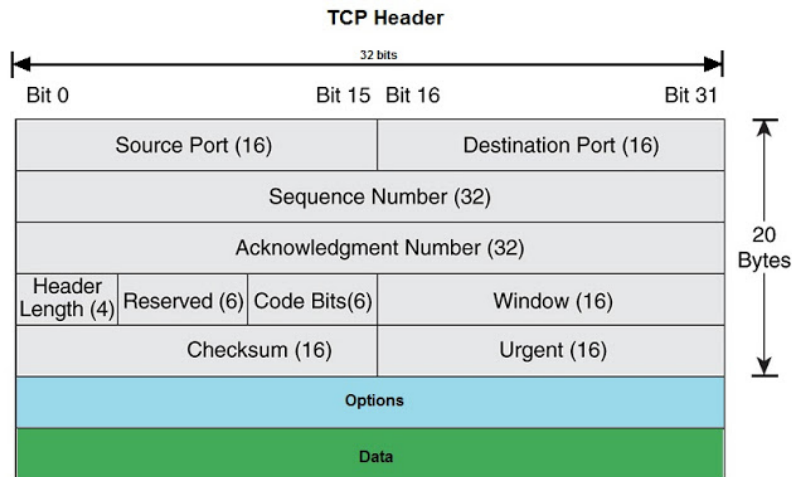 TCP Header
32 bits
Bit 0 Bit 15 Bit 16 Bit 31
Source Port (16) Destination Port (16)
Sequence Number (32)
Acknowledgment Number (32)
20
Bytes
Header
Length (4) Reserved (6) Code Bits(6) Window (16)
Checksum (16) Urgent (16)
Options
Data